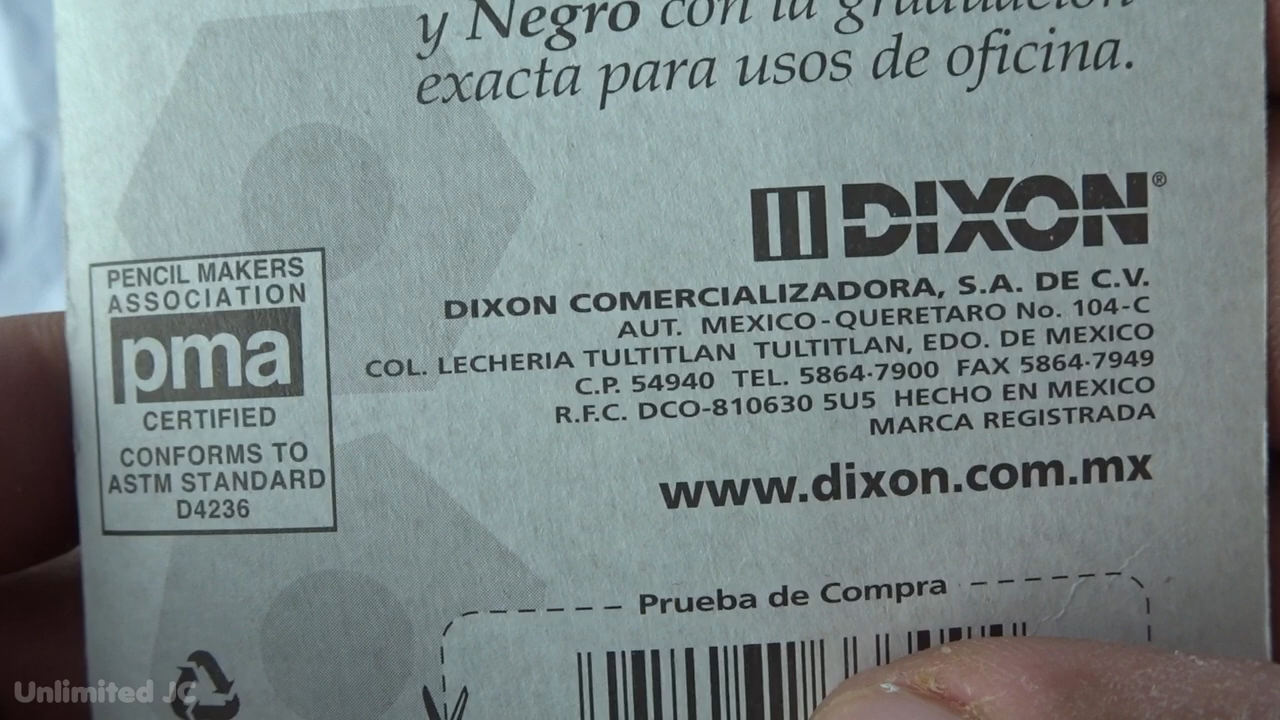 y Negro con la graduación
exacta para usos de oficina.
DIXON®
DIXON COMERCIALIZADORA, S.A. DE C.V.
AUT. MEXICO-QUERETARO No. 104-C
COL. LECHERIA TULTITLAN TULTITLAN, EDO. DE MEXICO
C.P. 54940 TEL. 5864·7900 FAX 5864·7949
R.F.C. DCO-810630 5U5 HECHO EN MEXICO
MARCA REGISTRADA
www.dixon.com.mx
PENCIL MAKERS
ASSOCIATION
pma
CERTIFIED
CONFORMS TO
ASTM STANDARD
D4236
Prueba de Compra
Unlimited JC